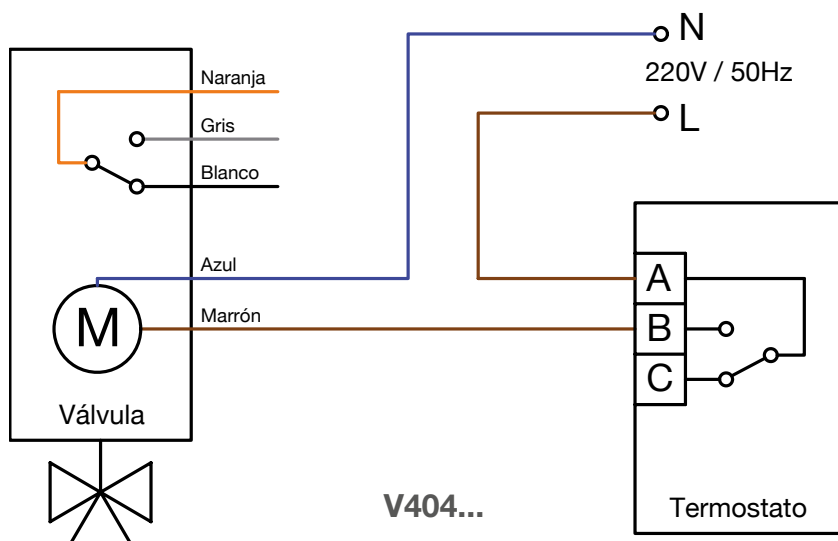 N
Naranja
220V / 50Hz
Gris
L
Blanco
Azul
A
Marrón
M
B
C
Válvula
V404...
Termostato